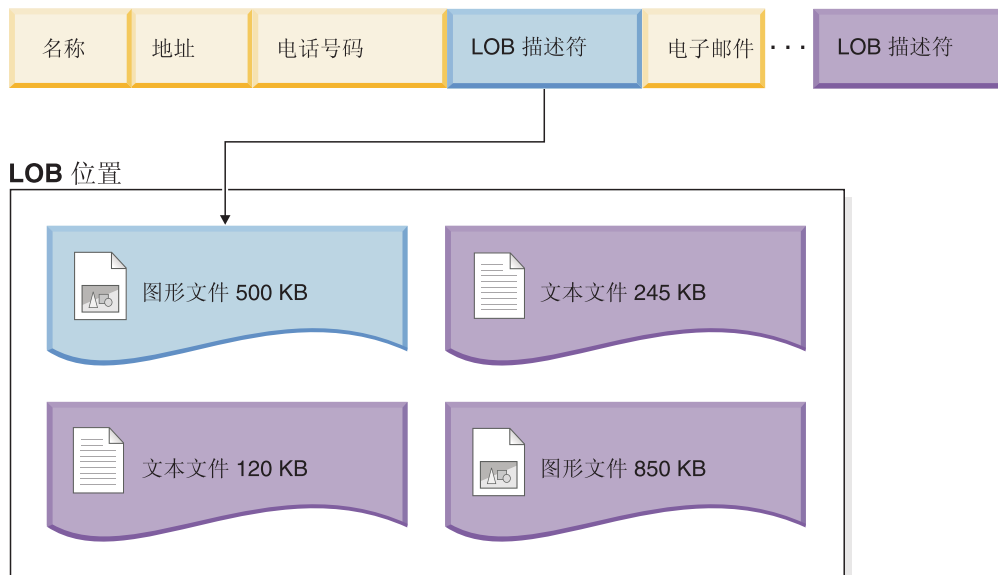 名称 地址 电话号码 LOB 描述符 电子邮件 ··· LOB 描述符
LOB 位置
图形文件 500 KB
文本文件 245 KB
文本文件 120 KB
图形文件 850 KB